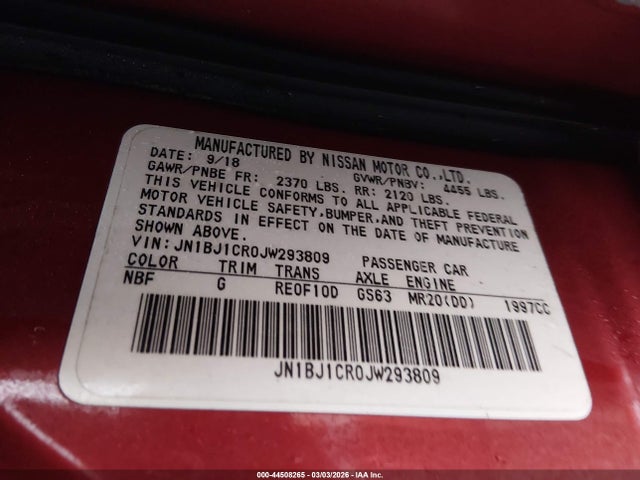 MANUFACTURED BY NISSAN MOTOR CO.,LTD.
DATE: 9/18 GVWR/PNBV: 4455 LBS.
GAWR/PNBE FR: 2370 LBS. RR: 2120 LBS.
THIS VEHICLE CONFORMS TO ALL APPLICABLE FEDERAL
MOTOR VEHICLE SAFETY,BUMPER,AND THEFT PREVENTION
STANDARDS IN EFFECT ON THE DATE OF MANUFACTURE
SHOWN ABOVE.
VIN: JN1BJ1CR0JW293809 PASSENGER CAR
COLOR TRIM TRANS AXLE ENGINE
NBF G RE0F10D GS63 MR20(DD) 1997CC
JN1BJ1CR0JW293809
000-44508265 - 03/03/2026 - IAA Inc.